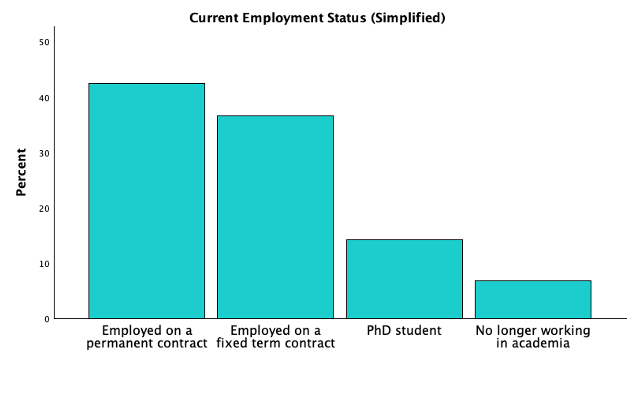 Current Employment Status (Simplified)
Percent
50
40
30
20
10
0
Employed on a
permanent contract
Employed on a
fixed term contract
PhD student
No longer working
in academia